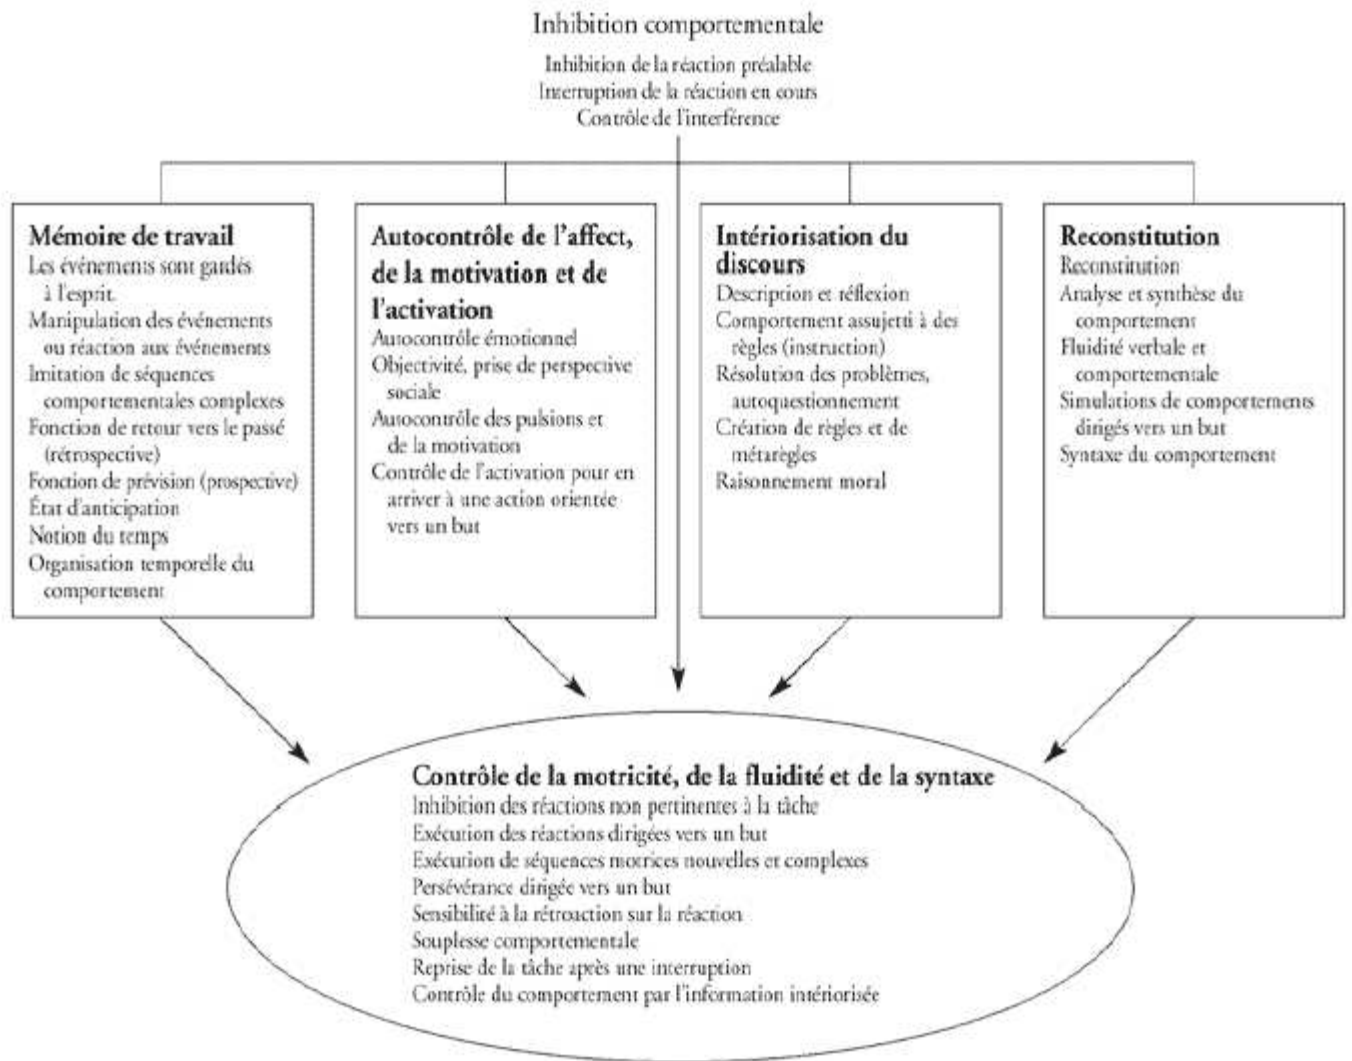 Inhibition comportementale
Inhibition de la réaction préalable
Interruption de la réaction en cours
Contrôle de l'interférence
Mémoire de travail
Les événements sont gardés
à l'esprit.
Manipulation des événements
ou réaction aux événements
Imitation de séquences
comportementales complexes
Fonction de retour vers le passé
(rétrospective)
Fonction de prévision (prospective)
État d'anticipation
Notion du temps
Organisation temporelle du
comportement
Autocontrôle de l'affect,
de la motivation et de
l'activation
Autocontrôle émotionnel
Objectivité, prise de perspective
sociale
Autocontrôle des pulsions et
de la motivation
Contrôle de l'activation pour en
arriver à une action orientée
vers un but
Intériorisation du
discours
Description et réflexion
Comportement assujetti à des
règles (instruction)
Résolution des problèmes,
autoquestionnement
Création de règles et de
métarègles
Raisonnement moral
Reconstitution
Reconstitution
Analyse et synthèse du
comportement
Fluidité verbale et
comportementale
Simulations de comportements
dirigés vers un but
Syntaxe du comportement
Contrôle de la motricité, de la fluidité et de la syntaxe
Inhibition des réactions non pertinentes à la tâche
Exécution des réactions dirigées vers un but
Exécution de séquences motrices nouvelles et complexes
Persévérance dirigée vers un but
Sensibilité à la rétroaction sur la réaction
Souplesse comportementale
Reprise de la tâche après une interruption
Contrôle du comportement par l'information intériorisée